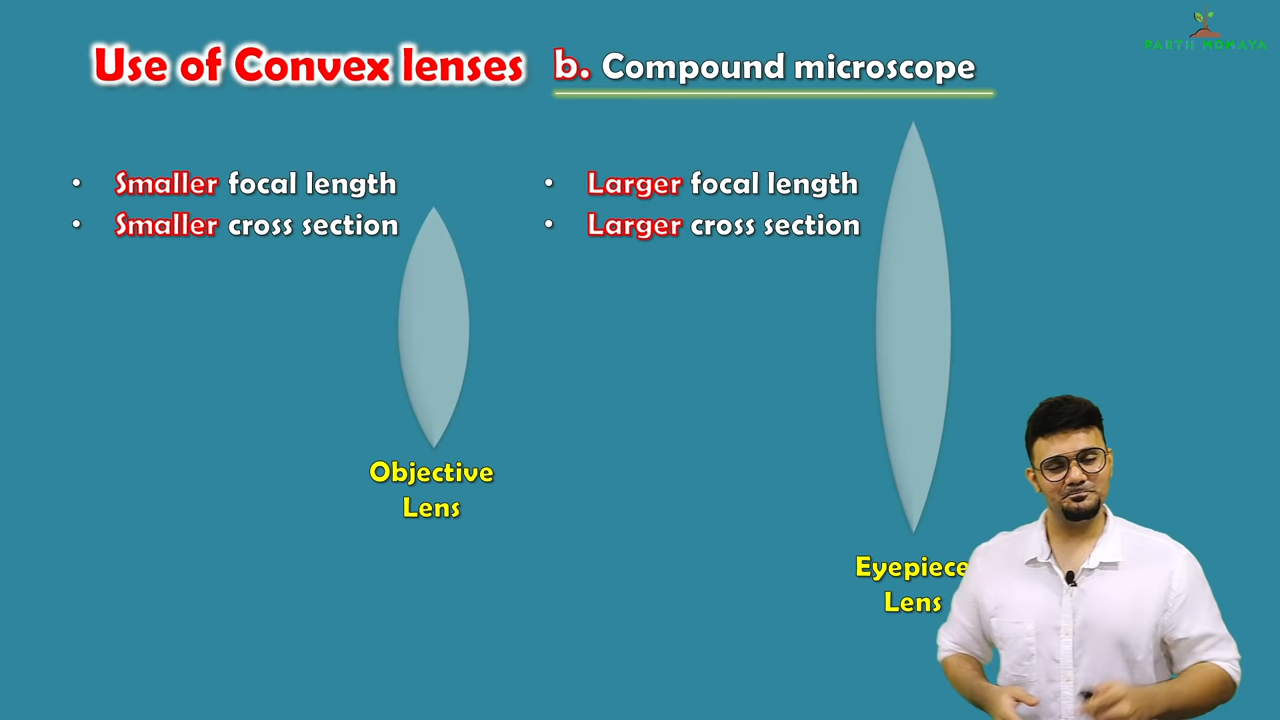 Use of Convex lenses b. Compound microscope
• Smaller focal length
• Smaller cross section
• Larger focal length
• Larger cross section
Objective
Lens
Eyepiece
Lens